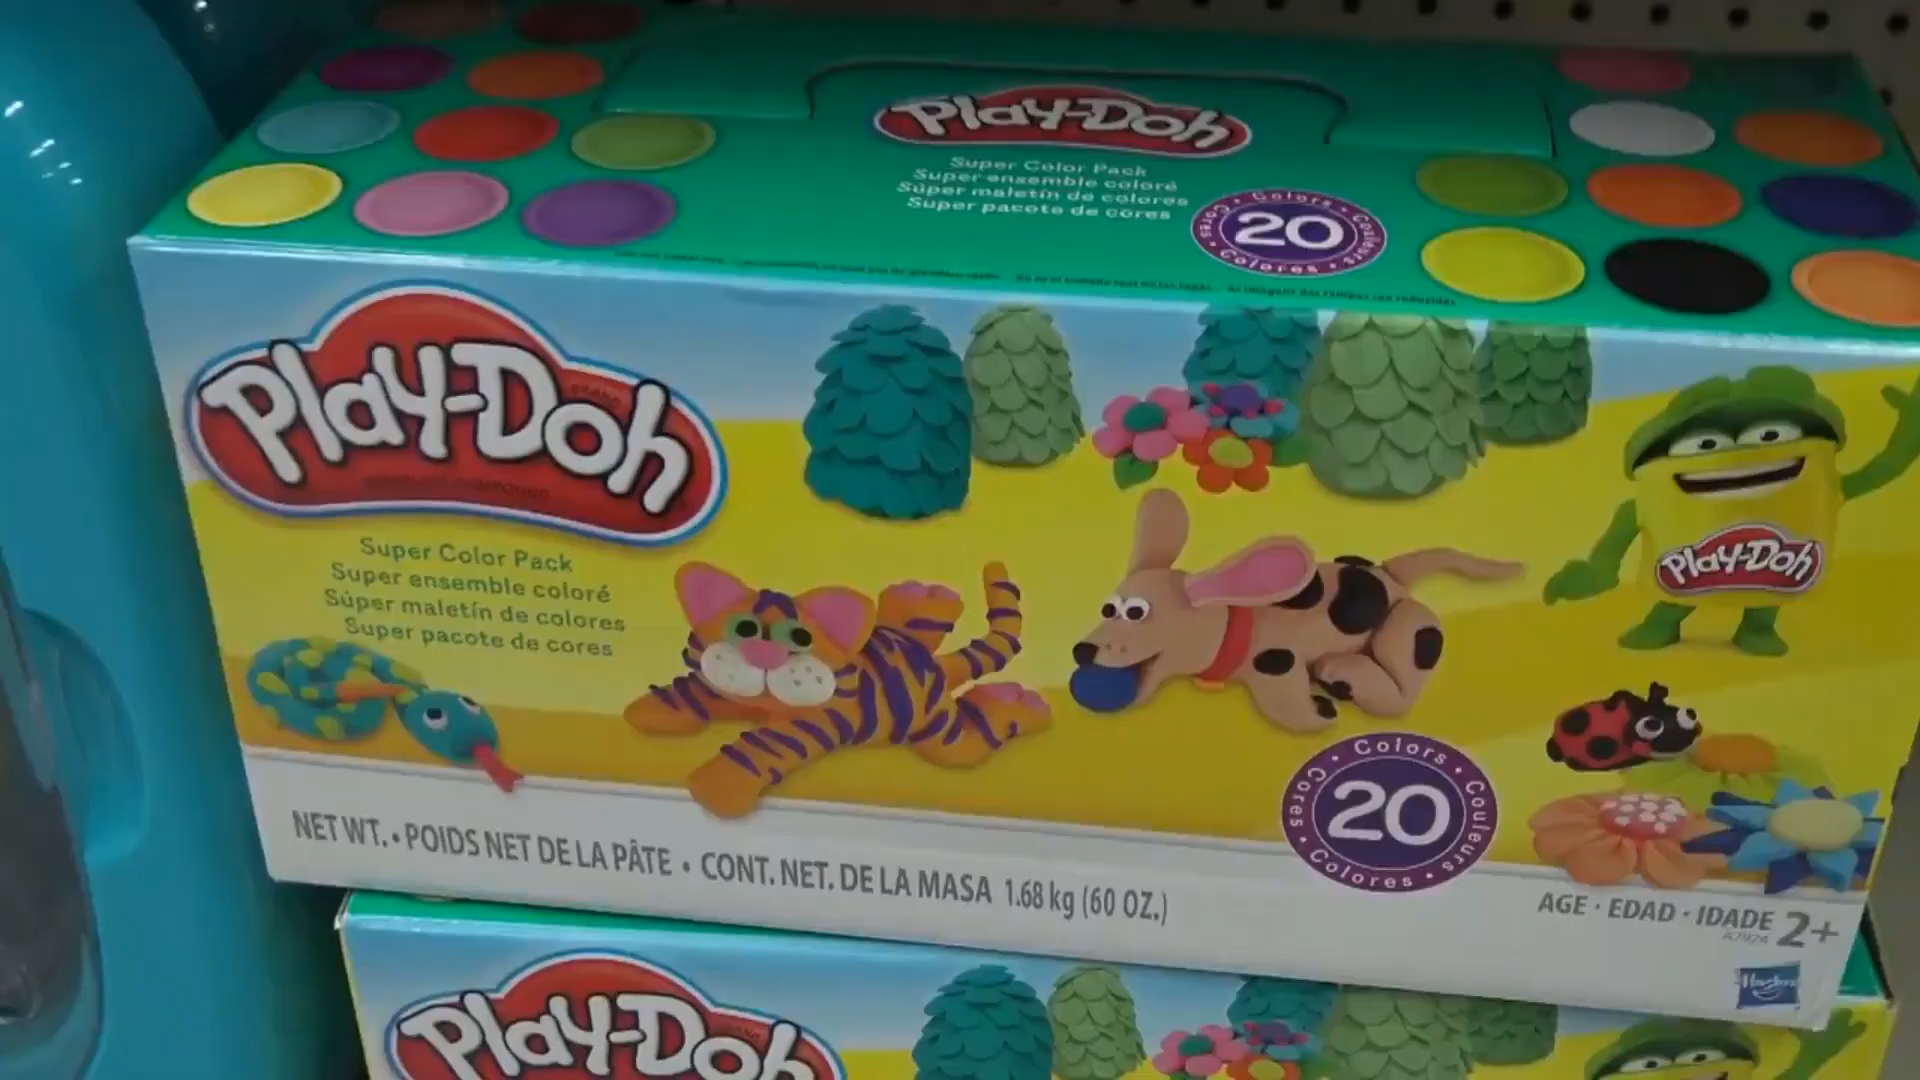 Play-Doh
Super Color Pack
Super ensemble coloré
Súper maletín de colores
Super pacote de cores
Colors • Couleurs • Colores • Cores
20
Play-Doh
Super Color Pack
Super ensemble coloré
Súper maletín de colores
Super pacote de cores
Play-Doh
Colors • Couleurs • Colores • Cores
20
NET WT. • POIDS NET DE LA PÂTE • CONT. NET. DE LA MASA 1.68 kg (60 OZ.)
AGE · EDAD · IDADE 2+
Hasbro
Play-Doh